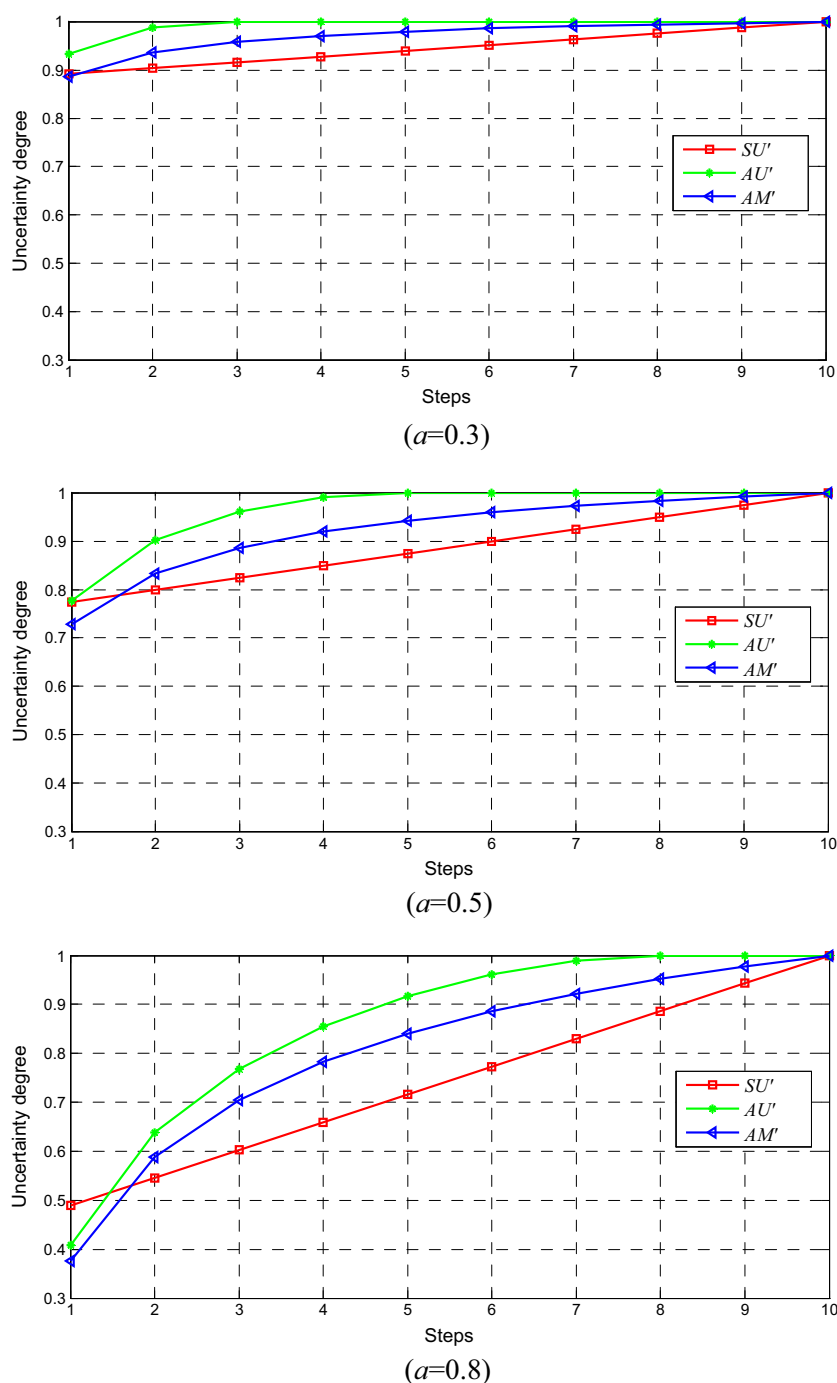 1
0.9
0.8
0.7
0.6
0.5
0.4
0.3
Uncertainty degree
SU'
AU'
AM'
1 2 3 4 5 6 7 8 9 10
Steps
(a=0.3)
1
0.9
0.8
0.7
0.6
0.5
0.4
0.3
Uncertainty degree
SU'
AU'
AM'
1 2 3 4 5 6 7 8 9 10
Steps
(a=0.5)
1
0.9
0.8
0.7
0.6
0.5
0.4
0.3
Uncertainty degree
SU'
AU'
AM'
1 2 3 4 5 6 7 8 9 10
Steps
(a=0.8)